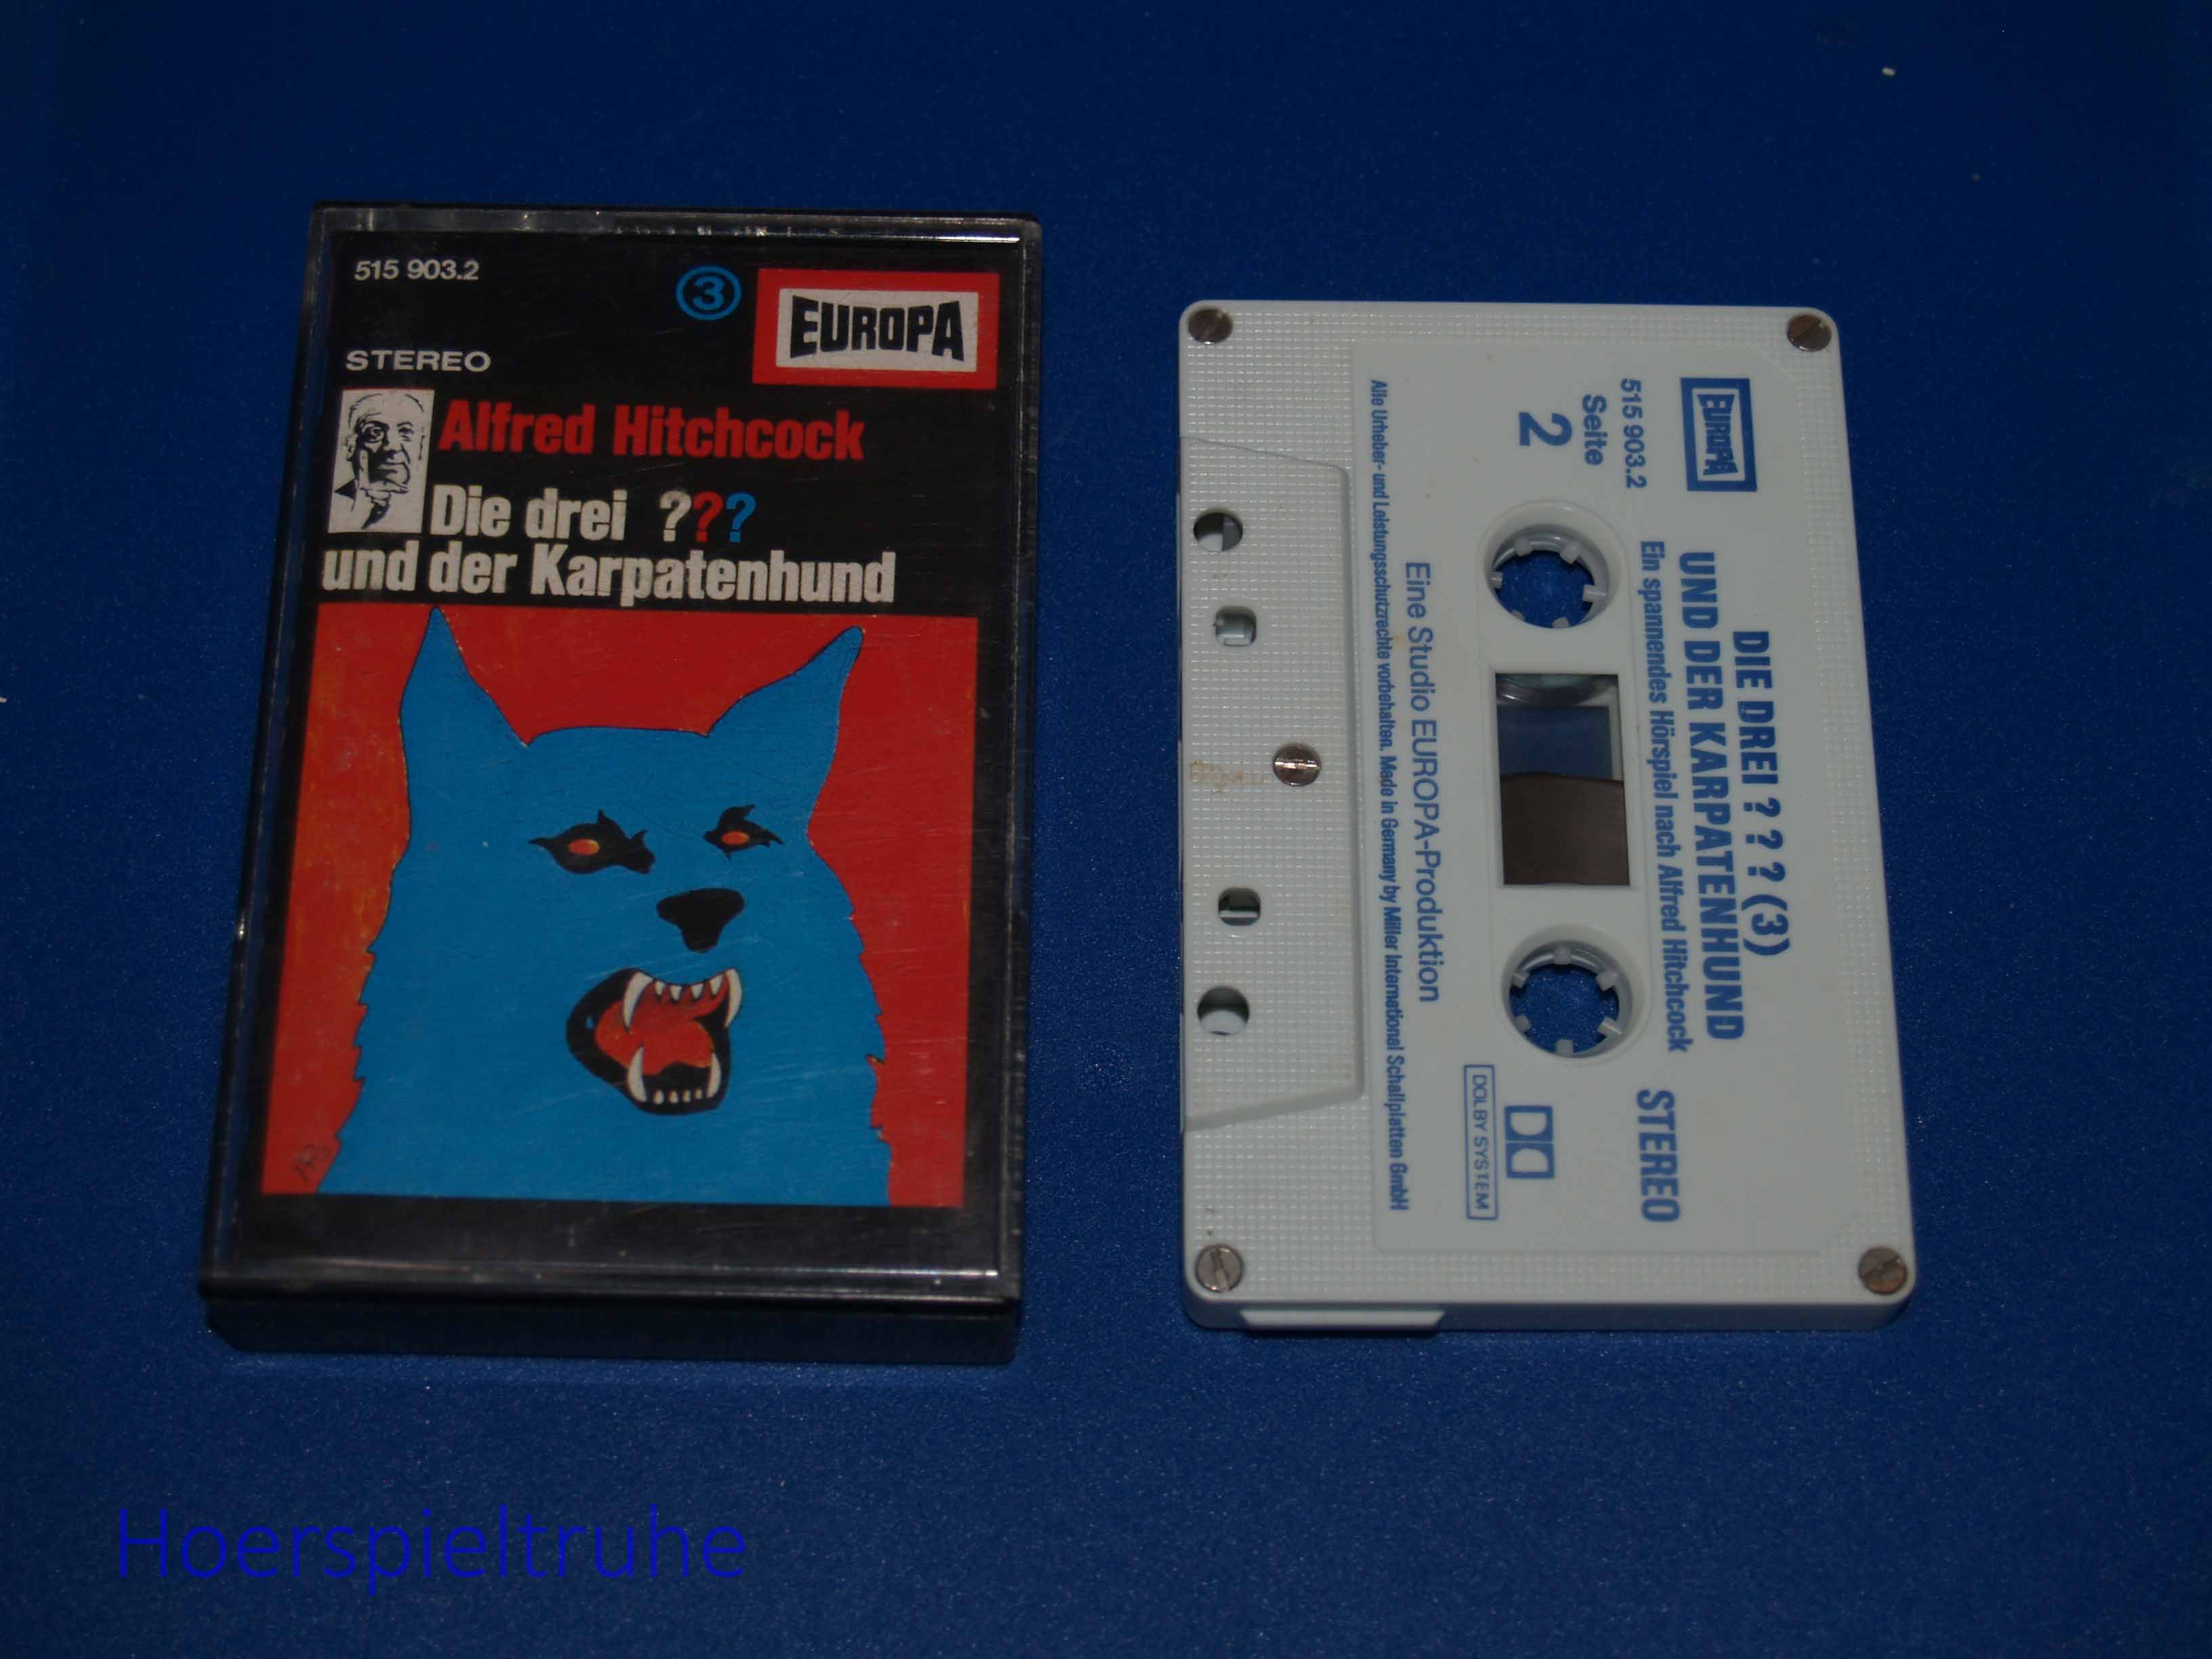 515 903.2
3
EUROPA
STEREO
Alfred Hitchcock
Die drei ???
und der Karpatenhund
EUROPA
515 903.2
Seite
2
DIE DREI ? ? ? (3)
UND DER KARPATENHUND
Ein spannendes Hörspiel nach Alfred Hitchcock
STEREO
DOLBY SYSTEM
Eine Studio EUROPA-Produktion
Alle Urheber- und Leistungsschutzrechte vorbehalten. Made in Germany by Miller International Schallplatten GmbH
Hoerspieltruhe